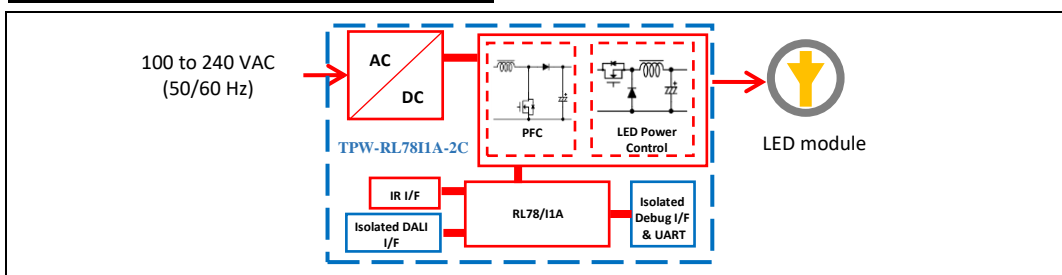 100 to 240 VAC
(50/60 Hz)
AC
DC
PFC
LED Power
Control
LED module
TPW-RL78I1A-2C
IR I/F
Isolated DALI
I/F
RL78/I1A
Isolated
Debug I/F
& UART